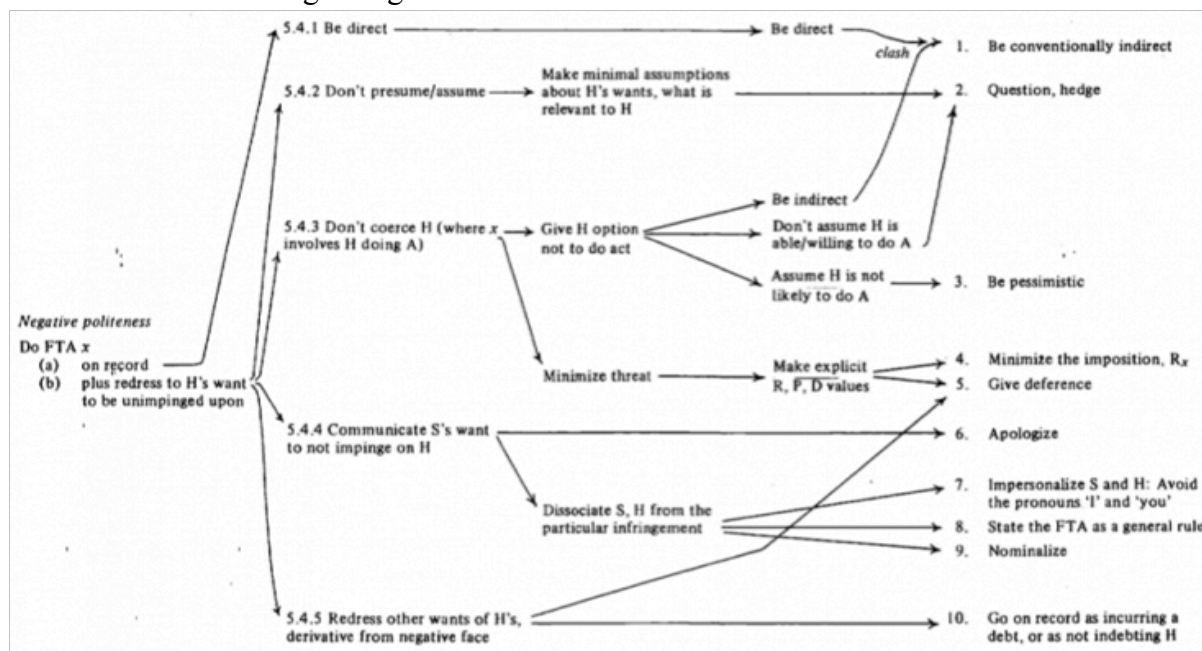 5.4.1 Be direct
Be direct
clash
1. Be conventionally indirect
5.4.2 Don't presume/assume
Make minimal assumptions
about H's wants, what is
relevant to H
2. Question, hedge
5.4.3 Don't coerce H (where x
involves H doing A)
Give H option
not to do act
Be indirect
Don't assume H is
able/willing to do A
Assume H is not
likely to do A
3. Be pessimistic
Negative politeness
Do FTA x
(a) on record
(b) plus redress to H's want
to be unimpinged upon
Minimize threat
Make explicit
R, P, D values
4. Minimize the imposition, Rx
5. Give deference
5.4.4 Communicate S's want
to not impinge on H
6. Apologize
Dissociate S, H from the
particular infringement
7. Impersonalize S and H: Avoid
the pronouns 'I' and 'you'
8. State the FTA as a general rule
9. Nominalize
5.4.5 Redress other wants of H's,
derivative from negative face
10. Go on record as incurring a
debt, or as not indebting H